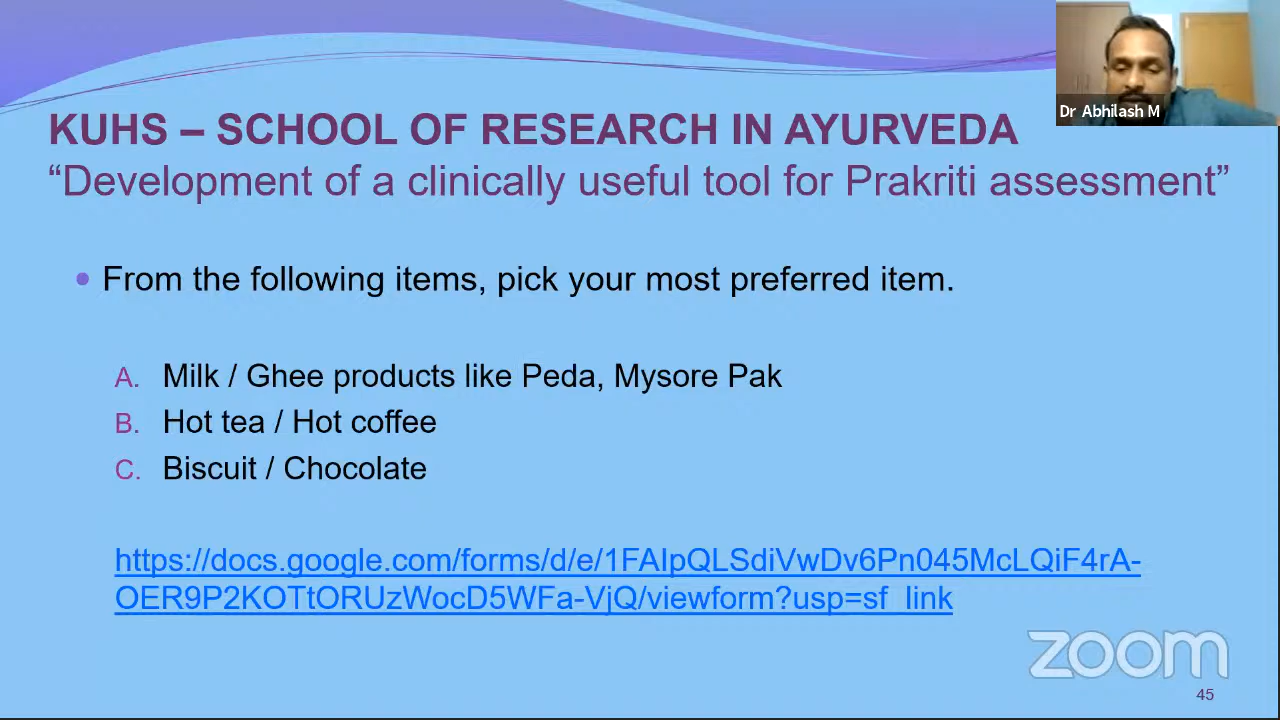 Dr Abhilash M
KUHS – SCHOOL OF RESEARCH IN AYURVEDA
“Development of a clinically useful tool for Prakriti assessment”
• From the following items, pick your most preferred item.
A. Milk / Ghee products like Peda, Mysore Pak
B. Hot tea / Hot coffee
C. Biscuit / Chocolate
https://docs.google.com/forms/d/e/1FAIpQLSdiVwDv6Pn045McLQiF4rA-
OER9P2KOTtORUzWocD5WFa-VjQ/viewform?usp=sf_link
zoom
45